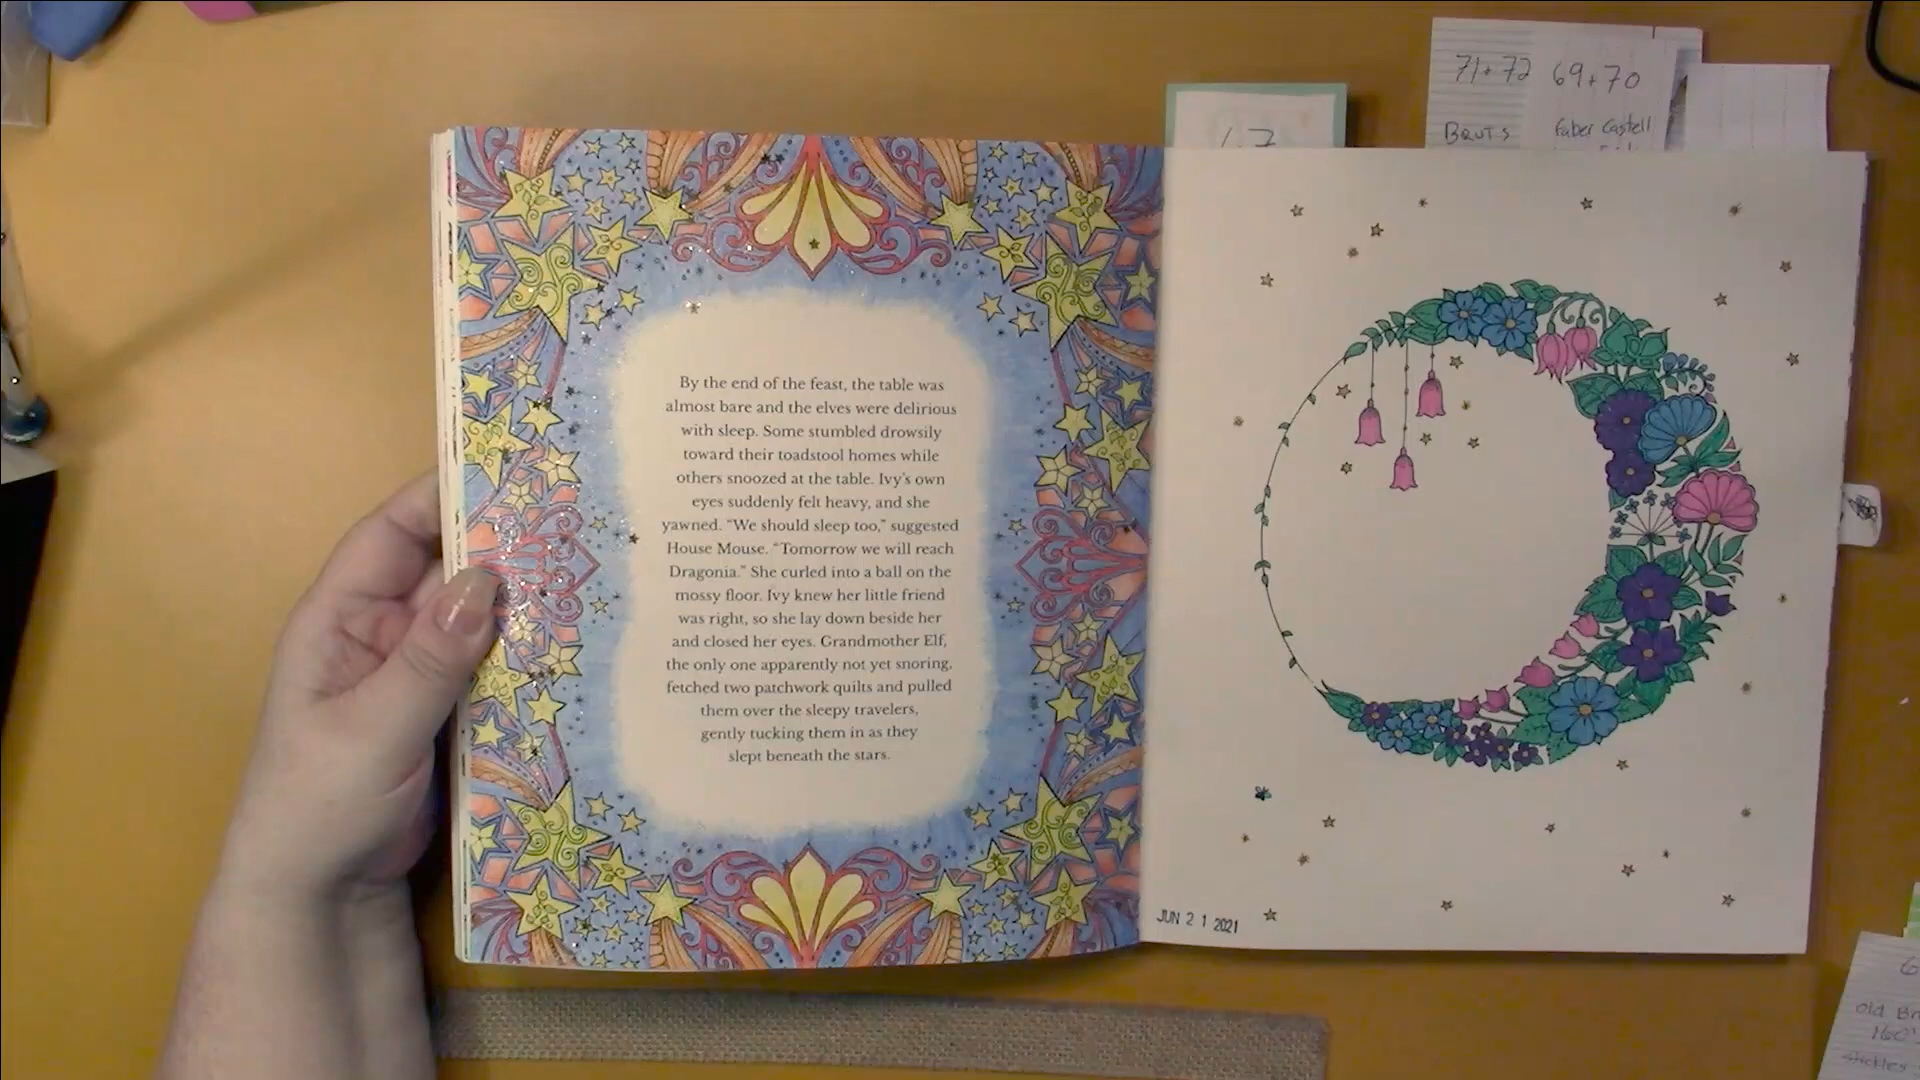 71+72 69+70
BRUTS Faber Castell
By the end of the feast, the table was
almost bare and the elves were delirious
with sleep. Some stumbled drowsily
toward their toadstool homes while
others snoozed at the table. Ivy's own
eyes suddenly felt heavy, and she
yawned. “We should sleep too,” suggested
House Mouse. “Tomorrow we will reach
Dragonia.” She curled into a ball on the
mossy floor. Ivy knew her little friend
was right, so she lay down beside her
and closed her eyes. Grandmother Elf,
the only one apparently not yet snoring,
fetched two patchwork quilts and pulled
them over the sleepy travelers,
gently tucking them in as they
slept beneath the stars.
JUN 2 1 2021
old
stickles